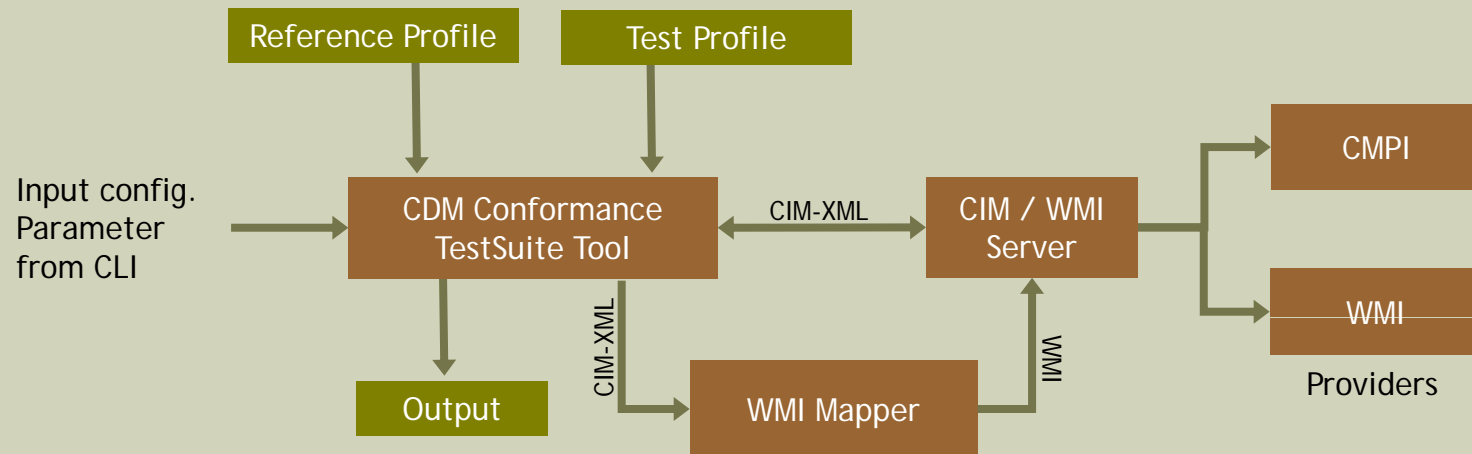 Reference Profile
Test Profile
Input config.
Parameter
from CLI
CDM Conformance
TestSuite Tool
CIM-XML
CIM / WMI
Server
CMPI
WMI
Providers
CIM-XML
WMI
Output
WMI Mapper